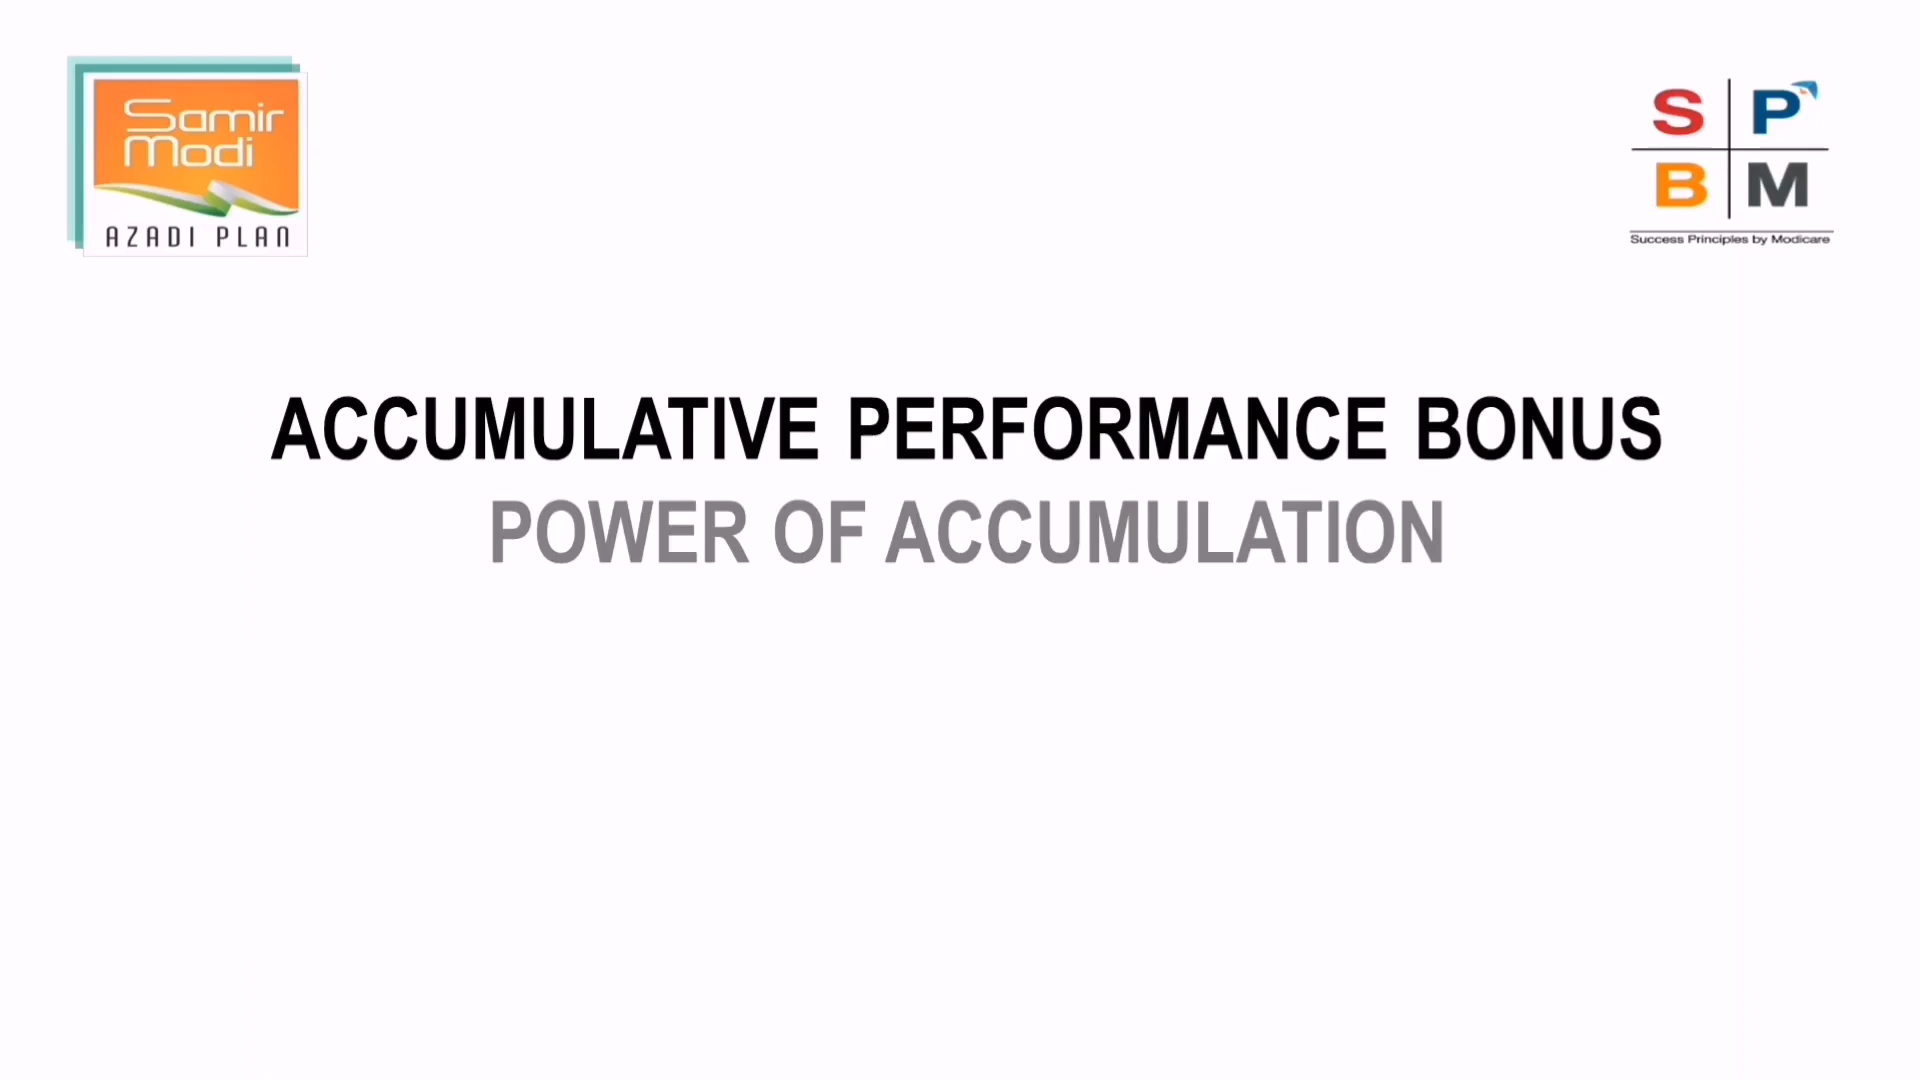 Samir
Modi
AZADI PLAN
S P
B M
Success Principles by Modicare
ACCUMULATIVE PERFORMANCE BONUS
POWER OF ACCUMULATION